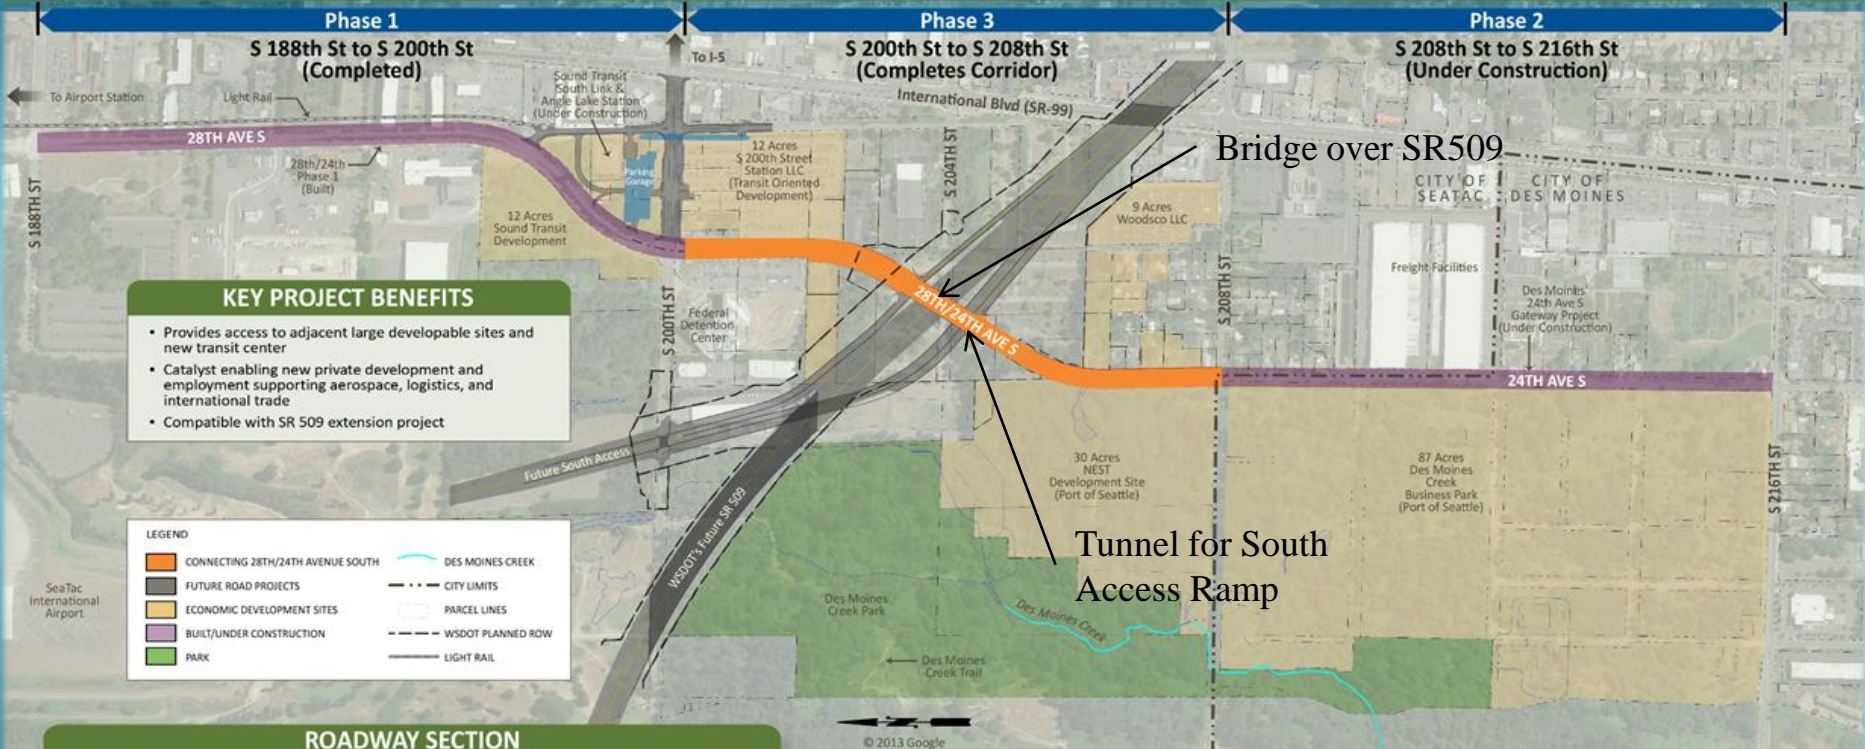 Phase 1
Phase 3
Phase 2
S 188th St to S 200th St
(Completed)
S 200th St to S 208th St
(Completes Corridor)
S 208th St to S 216th St
(Under Construction)
To I-5
To Airport Station
Light Rail
Sound Transit
South Link &
Angle Lake Station
(Under Construction)
International Blvd (SR-99)
28TH AVE S
28th/24th
Phase 1
(Built)
S 188TH ST
12 Acres
Sound Transit
Development
Parking
Garage
12 Acres
S 200th Street
Station LLC
(Transit Oriented
Development)
S 204TH ST
Bridge over SR509
9 Acres
Woodsco LLC
CITY OF
SEATAC
CITY OF
DES MOINES
Freight Facilities
Des Moines'
24th Ave S
Gateway Project
(Under Construction)
S 208TH ST
S 200TH ST
Federal
Detention
Center
28TH/24TH AVE S
24TH AVE S
KEY PROJECT BENEFITS
• Provides access to adjacent large developable sites and
new transit center
• Catalyst enabling new private development and
employment supporting aerospace, logistics, and
international trade
• Compatible with SR 509 extension project
Future South Access
WSDOT's Future SR 509
30 Acres
NEST
Development Site
(Port of Seattle)
87 Acres
Des Moines
Creek
Business Park
(Port of Seattle)
S 216TH ST
Tunnel for South
Access Ramp
LEGEND
CONNECTING 28TH/24TH AVENUE SOUTH
FUTURE ROAD PROJECTS
ECONOMIC DEVELOPMENT SITES
BUILT/UNDER CONSTRUCTION
PARK
DES MOINES CREEK
CITY LIMITS
PARCEL LINES
WSDOT PLANNED ROW
LIGHT RAIL
SeaTac
International
Airport
Des Moines
Creek Park
Des Moines Creek
Des Moines
Creek Trail
© 2013 Google
ROADWAY SECTION